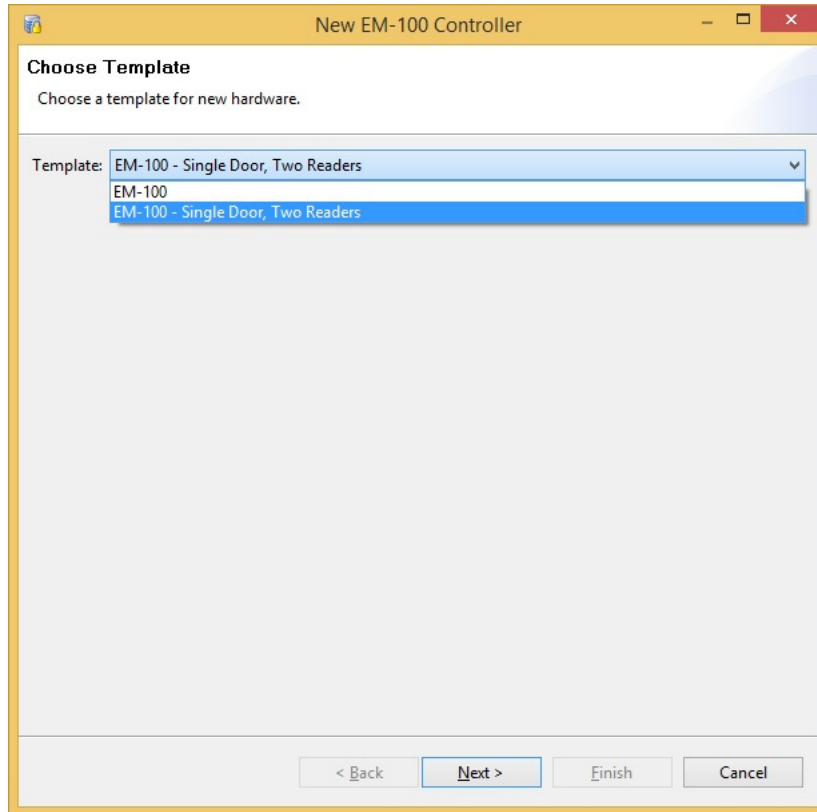 New EM-100 Controller
Choose Template
Choose a template for new hardware.
Template: EM-100 - Single Door, Two Readers
EM-100
EM-100 - Single Door, Two Readers
< Back Next > Finish Cancel